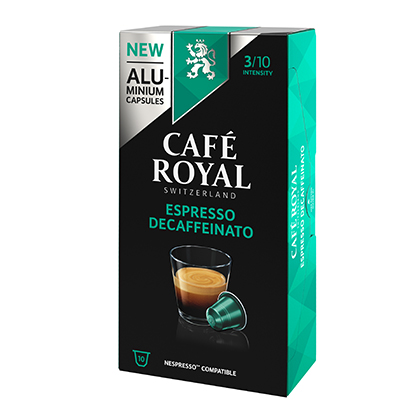 NEW
ALU-
MINIUM
CAPSULES
3/10
INTENSITY
CAFÉ
ROYAL
SWITZERLAND
ESPRESSO
DECAFFEINATO
10
NESPRESSO™ COMPATIBLE
CAFÉ ROYAL
ESPRESSO DECAFFEINATO